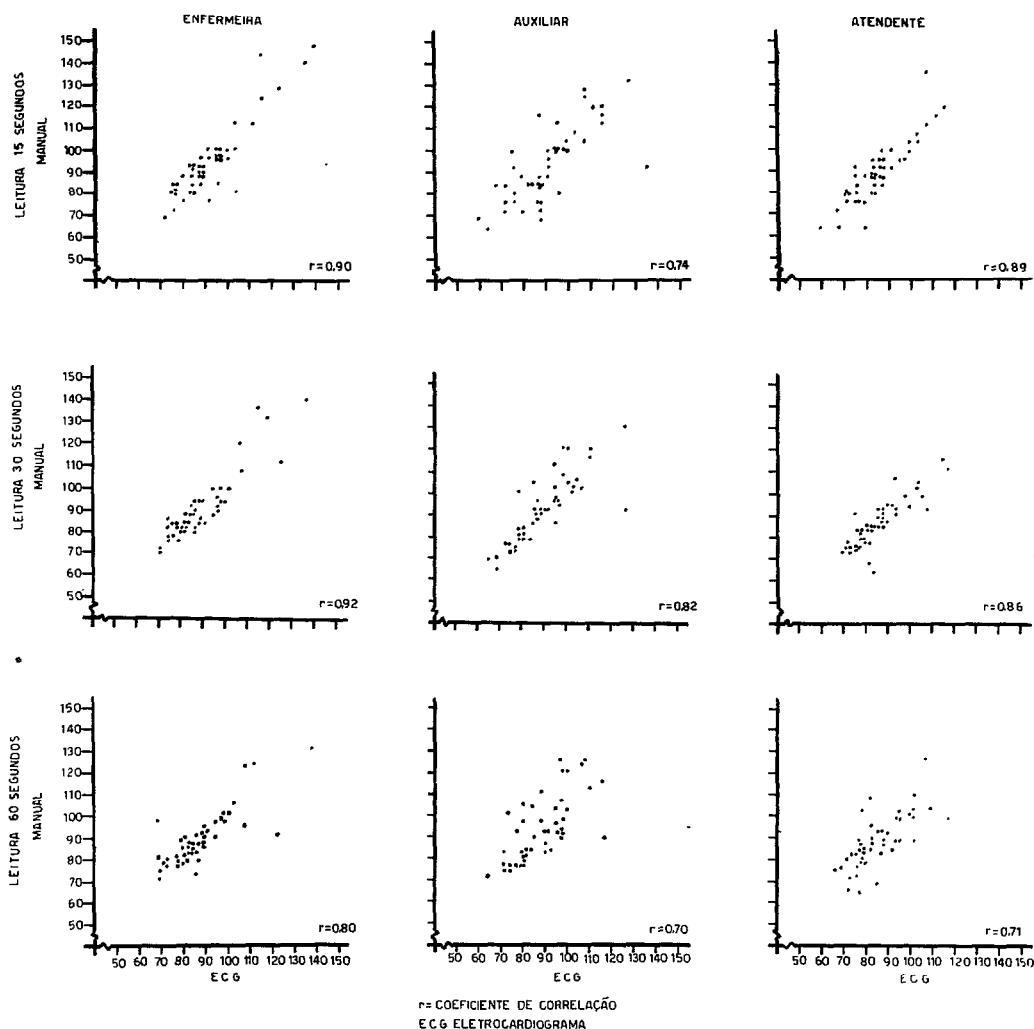 ENFERMEIRA AUXILIAR ATENDENTE
LEITURA 15 SEGUNDOS
MANUAL
150
140
130
120
110
100
90
80
70
60
50
r=0,90 r=0,74 r=0,89
LEITURA 30 SEGUNDOS
MANUAL
150
140
130
120
110
100
90
80
70
60
50
r=0,92 r=0,82 r=0,86
LEITURA 60 SEGUNDOS
MANUAL
150
140
130
120
110
100
90
80
70
60
50
r=0,80 r=0,70 r=0,71
50 60 70 80 90 100 110 120 130 140 150 50 60 70 80 90 100 110 120 130 140 150 50 60 70 80 90 100 110 120 130 140 150
ECG ECG ECG
r= COEFICIENTE DE CORRELAÇÃO
ECG ELETROCARDIOGRAMA